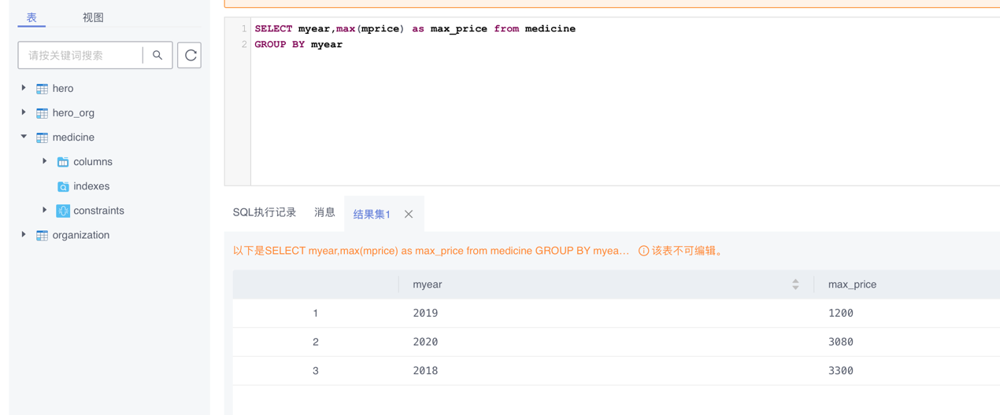 表 视图
请按关键词搜索
hero
hero_org
medicine
columns
indexes
constraints
organization
1 SELECT myear,max(mprice) as max_price from medicine
2 GROUP BY myear
SQL执行记录 消息 结果集1
以下是SELECT myear,max(mprice) as max_price from medicine GROUP BY myea... 该表不可编辑。
myear max_price
1 2019 1200
2 2020 3080
3 2018 3300